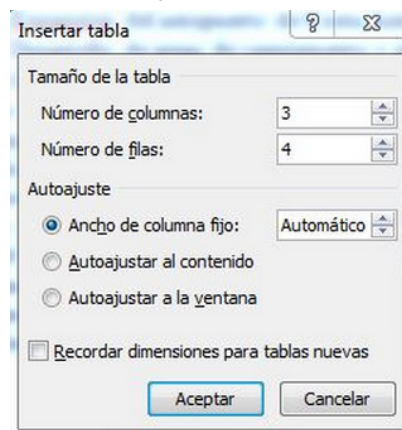 Insertar tabla
Tamaño de la tabla
Número de columnas: 3
Número de filas: 4
Autoajuste
Ancho de columna fijo: Automático
Autoajustar al contenido
Autoajustar a la ventana
Recordar dimensiones para tablas nuevas
Aceptar Cancelar